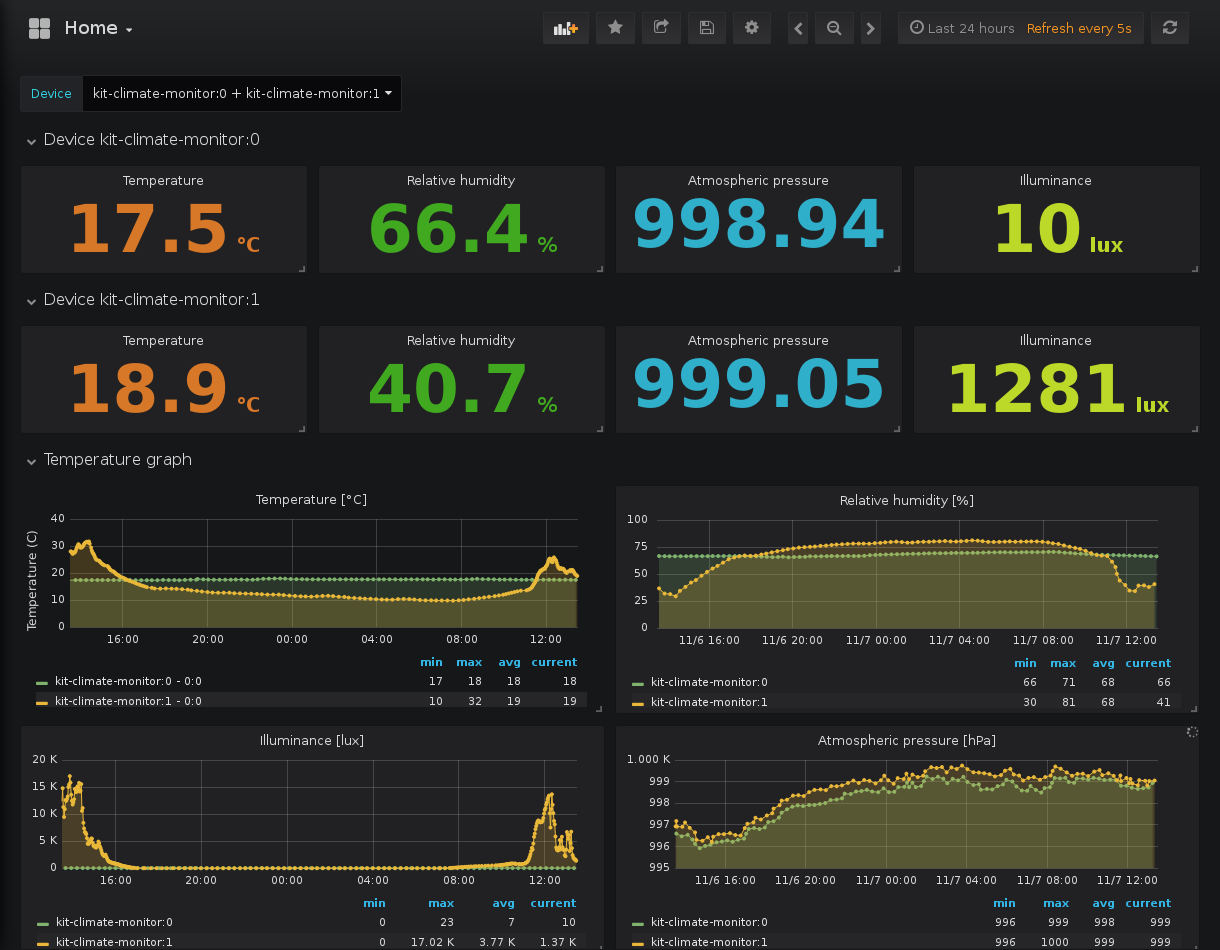 Home
Last 24 hours Refresh every 5s
Device kit-climate-monitor:0 + kit-climate-monitor:1
Device kit-climate-monitor:0
Temperature Relative humidity Atmospheric pressure Illuminance
17.5 °C 66.4 % 998.94 10 lux
Device kit-climate-monitor:1
Temperature Relative humidity Atmospheric pressure Illuminance
18.9 °C 40.7 % 999.05 1281 lux
Temperature graph
Temperature [°C]
Temperature (C)
40
30
20
10
0
16:00 20:00 00:00 04:00 08:00 12:00
min max avg current
kit-climate-monitor:0 - 0:0 17 18 18 18
kit-climate-monitor:1 - 0:0 10 32 19 19
Relative humidity [%]
100
75
50
25
0
11/6 16:00 11/6 20:00 11/7 00:00 11/7 04:00 11/7 08:00 11/7 12:00
min max avg current
kit-climate-monitor:0 66 71 68 66
kit-climate-monitor:1 30 81 68 41
Illuminance [lux]
20 K
15 K
10 K
5 K
0
16:00 20:00 00:00 04:00 08:00 12:00
min max avg current
kit-climate-monitor:0 0 23 7 10
kit-climate-monitor:1 0 17.02 K 3.77 K 1.37 K
Atmospheric pressure [hPa]
1.000 K
999
998
997
996
995
11/6 16:00 11/6 20:00 11/7 00:00 11/7 04:00 11/7 08:00 11/7 12:00
min max avg current
kit-climate-monitor:0 996 999 998 999
kit-climate-monitor:1 996 1000 999 999